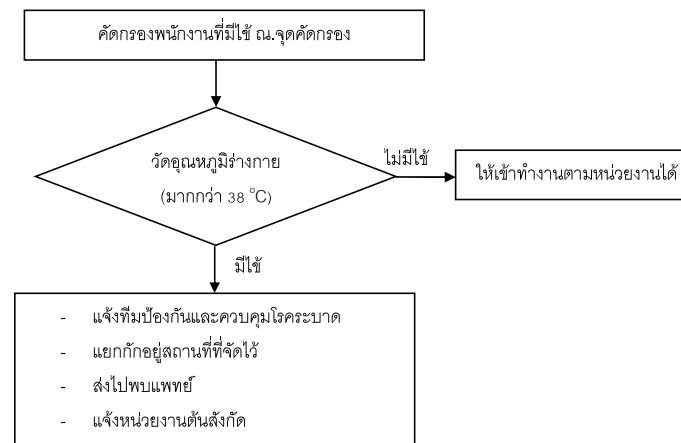 คัดกรองพนักงานที่มีไข้ ณ.จุดคัดกรอง
วัดอุณหภูมิร่างกาย
(มากกว่า 38 °C)
ไม่มีไข้
ให้เข้าทำงานตามหน่วยงานได้
มีไข้
- แจ้งทีมป้องกันและควบคุมโรคระบาด
- แยกกักอยู่สถานที่ที่จัดไว้
- ส่งไปพบแพทย์
- แจ้งหน่วยงานต้นสังกัด